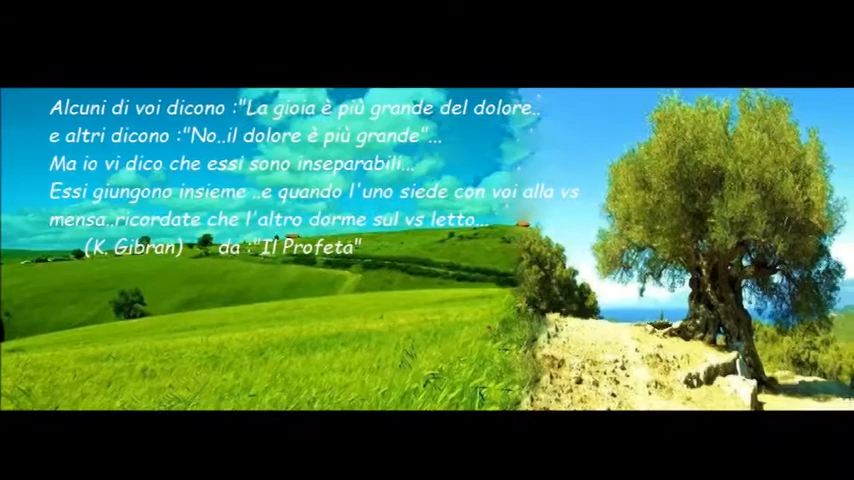 Alcuni di voi dicono :"La gioia è più grande del dolore..
e altri dicono :"No..il dolore è più grande"...
Ma io vi dico che essi sono inseparabili...
Essi giungono insieme ..e quando l'uno siede con voi alla vs
mensa..ricordate che l'altro dorme sul vs letto....
(K. Gibran) da :"Il Profeta"